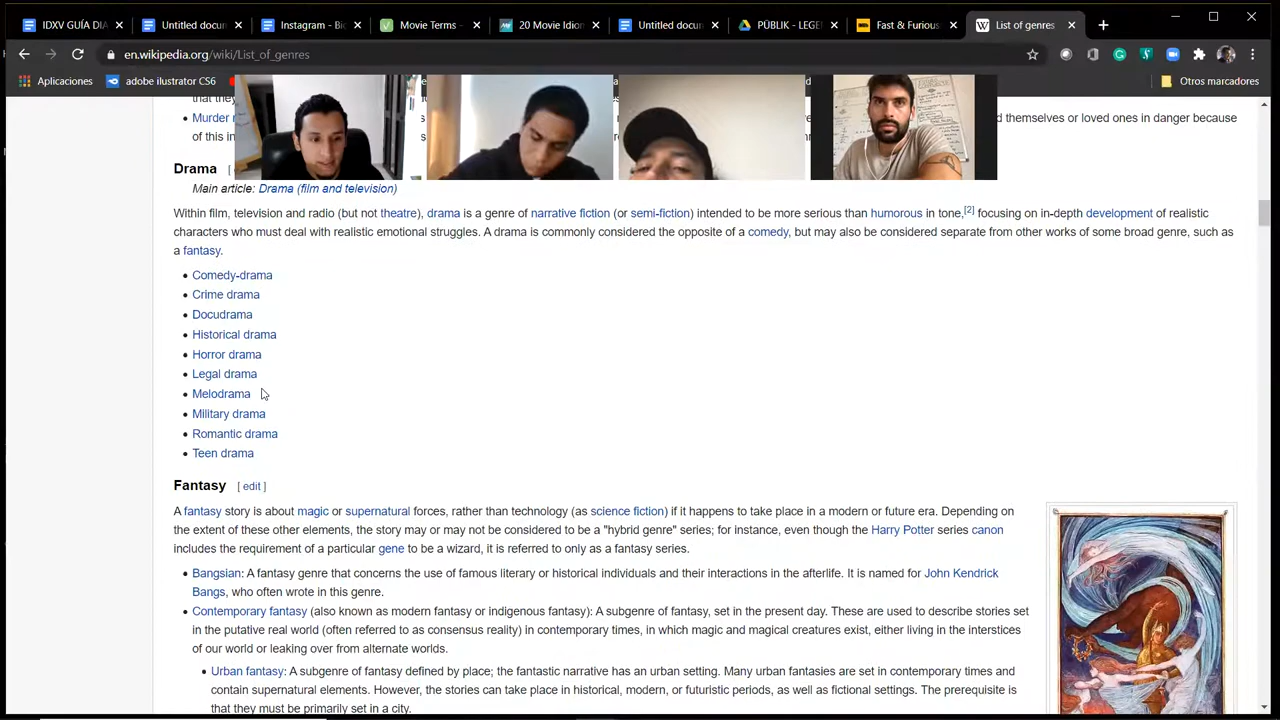 IDXV GUÍA DIA
Untitled docum
Instagram - Bio
Movie Terms -
20 Movie Idiom
Untitled docum
PÜBLIK - LEGE
Fast & Furious
List of genres
en.wikipedia.org/wiki/List_of_genres
Aplicaciones
adobe ilustrator CS6
Otros marcadores
that they
Murder
d themselves or loved ones in danger because
of this in
Drama [
Main article: Drama (film and television)
Within film, television and radio (but not theatre), drama is a genre of narrative fiction (or semi-fiction) intended to be more serious than humorous in tone,[2] focusing on in-depth development of realistic
characters who must deal with realistic emotional struggles. A drama is commonly considered the opposite of a comedy, but may also be considered separate from other works of some broad genre, such as
a fantasy.
• Comedy-drama
• Crime drama
• Docudrama
• Historical drama
• Horror drama
• Legal drama
• Melodrama
• Military drama
• Romantic drama
• Teen drama
Fantasy [ edit ]
A fantasy story is about magic or supernatural forces, rather than technology (as science fiction) if it happens to take place in a modern or future era. Depending on
the extent of these other elements, the story may or may not be considered to be a "hybrid genre" series; for instance, even though the Harry Potter series canon
includes the requirement of a particular gene to be a wizard, it is referred to only as a fantasy series.
• Bangsian: A fantasy genre that concerns the use of famous literary or historical individuals and their interactions in the afterlife. It is named for John Kendrick
Bangs, who often wrote in this genre.
• Contemporary fantasy (also known as modern fantasy or indigenous fantasy): A subgenre of fantasy, set in the present day. These are used to describe stories set
in the putative real world (often referred to as consensus reality) in contemporary times, in which magic and magical creatures exist, either living in the interstices
of our world or leaking over from alternate worlds.
• Urban fantasy: A subgenre of fantasy defined by place; the fantastic narrative has an urban setting. Many urban fantasies are set in contemporary times and
contain supernatural elements. However, the stories can take place in historical, modern, or futuristic periods, as well as fictional settings. The prerequisite is
that they must be primarily set in a city.